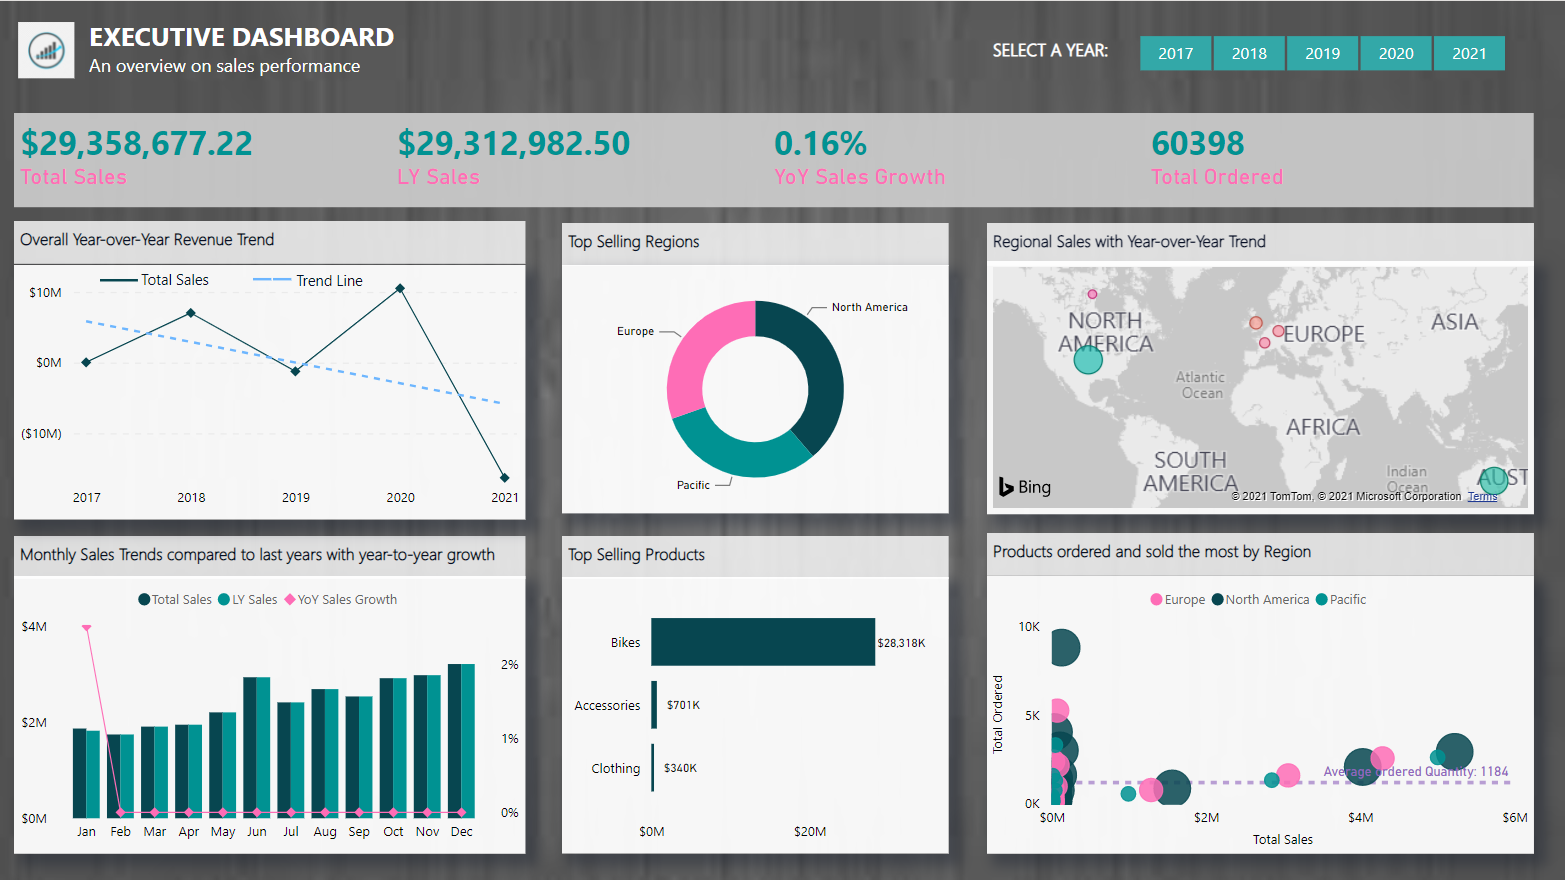 EXECUTIVE DASHBOARD
An overview on sales performance
SELECT A YEAR:
2017
2018
2019
2020
2021
$29,358,677.22
Total Sales
$29,312,982.50
LY Sales
0.16%
YoY Sales Growth
60398
Total Ordered
Overall Year-over-Year Revenue Trend
Total Sales
Trend Line
$10M
$0M
($10M)
2017
2018
2019
2020
2021
Top Selling Regions
North America
Europe
Pacific
Regional Sales with Year-over-Year Trend
NORTH
AMERICA
EUROPE
ASIA
Atlantic
Ocean
AFRICA
SOUTH
AMERICA
Indian
Ocean
AUST
Bing
© 2021 TomTom, © 2021 Microsoft Corporation Terms
Monthly Sales Trends compared to last years with year-to-year growth
Total Sales
LY Sales
YoY Sales Growth
$4M
$2M
$0M
2%
1%
0%
Jan
Feb
Mar
Apr
May
Jun
Jul
Aug
Sep
Oct
Nov
Dec
Top Selling Products
Bikes
$28,318K
Accessories
$701K
Clothing
$340K
$0M
$20M
Products ordered and sold the most by Region
Europe
North America
Pacific
10K
5K
0K
Total Ordered
Average ordered Quantity: 1184
$0M
$2M
$4M
$6M
Total Sales